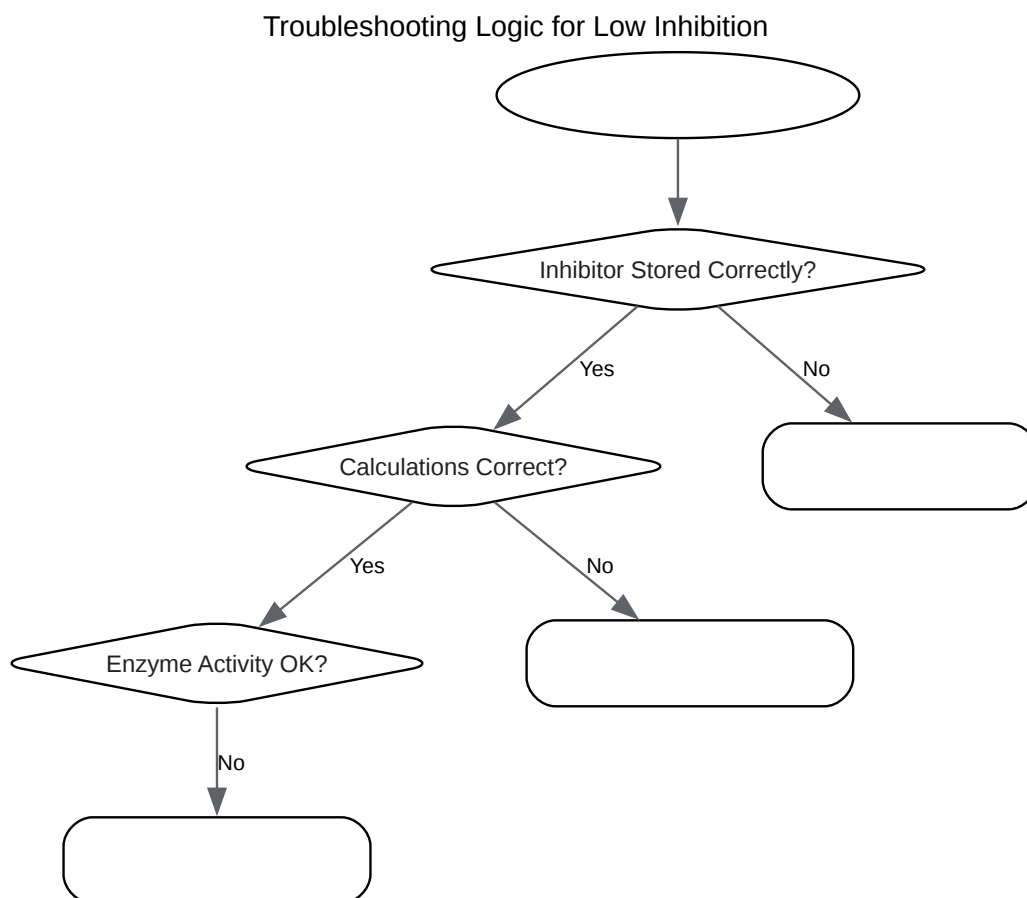 Troubleshooting Logic for Low Inhibition
Inhibitor Stored Correctly?
Yes
No
Calculations Correct?
Yes
No
Enzyme Activity OK?
No